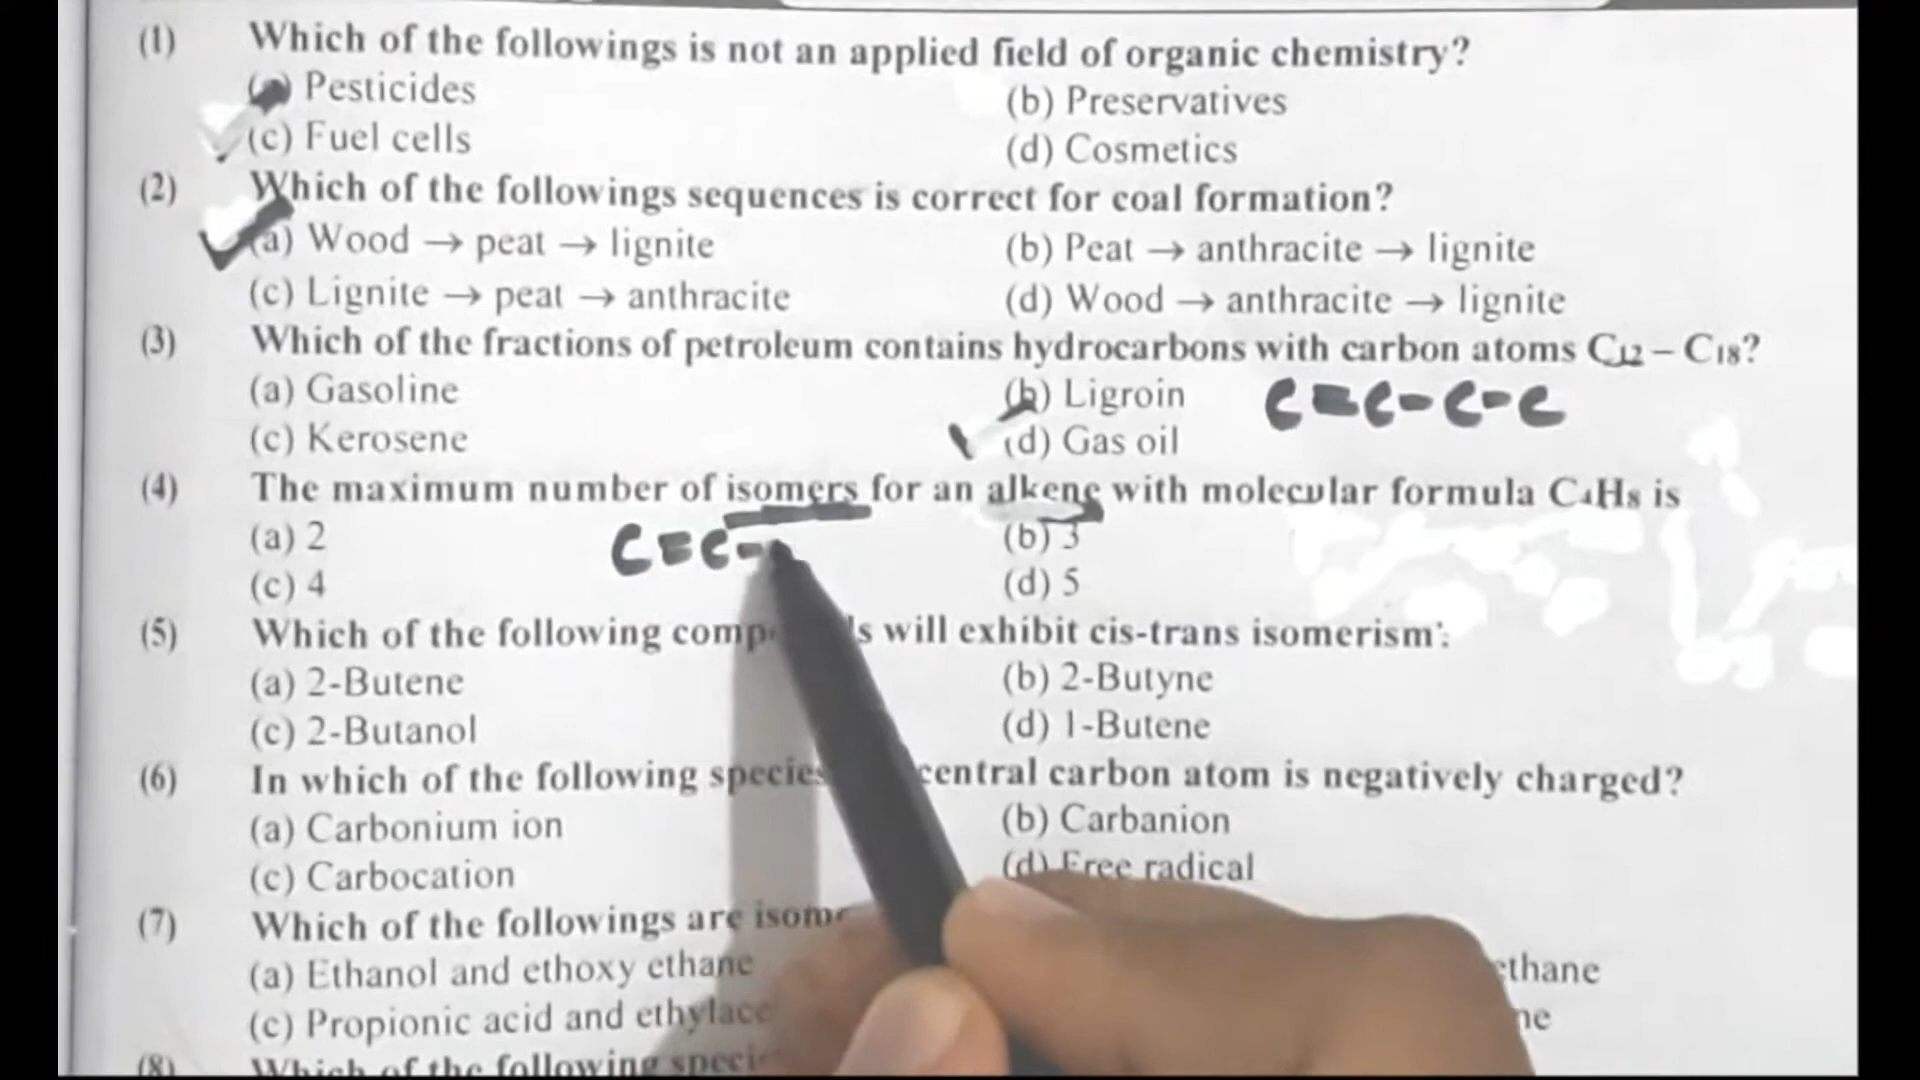 (1) Which of the followings is not an applied field of organic chemistry?
(a) Pesticides (b) Preservatives
(c) Fuel cells (d) Cosmetics
(2) Which of the followings sequences is correct for coal formation?
(a) Wood → peat → lignite (b) Peat → anthracite → lignite
(c) Lignite → peat → anthracite (d) Wood → anthracite → lignite
(3) Which of the fractions of petroleum contains hydrocarbons with carbon atoms C12 – C18?
(a) Gasoline (b) Ligroin C=C-C-C
(c) Kerosene (d) Gas oil
(4) The maximum number of isomers for an alkene with molecular formula C4H8 is
(a) 2 C=C- (b) 3
(c) 4 (d) 5
(5) Which of the following will exhibit cis-trans isomerism?
(a) 2-Butene (b) 2-Butyne
(c) 2-Butanol (d) 1-Butene
(6) In which of the following species central carbon atom is negatively charged?
(a) Carbonium ion (b) Carbanion
(c) Carbocation (d) Free radical
(7) Which of the followings are
(a) Ethanol and ethoxy ethane
(c) Propionic acid and
(8) Which of the following